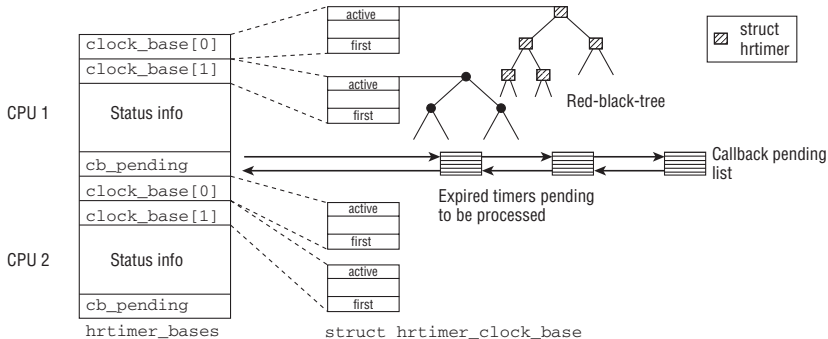 active
first
struct
hrtimer
clock_base[0]
clock_base[1]
CPU 1
Status info
active
first
Red-black-tree
cb_pending
Callback pending
list
Expired timers pending
to be processed
clock_base[0]
clock_base[1]
active
first
CPU 2
Status info
active
first
cb_pending
hrtimer_bases
struct hrtimer_clock_base